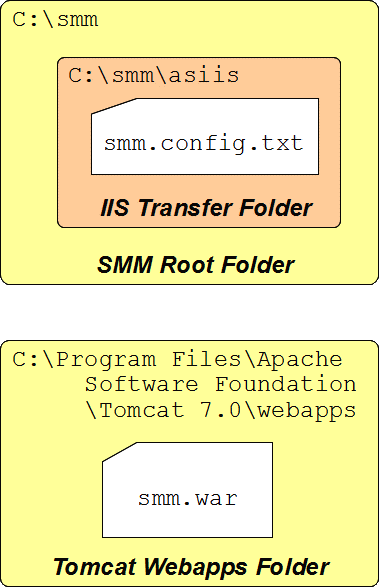 C:\smm
C:\smm\asiis
smm.config.txt
IIS Transfer Folder
SMM Root Folder
C:\Program Files\Apache
Software Foundation
\Tomcat 7.0\webapps
smm.war
Tomcat Webapps Folder